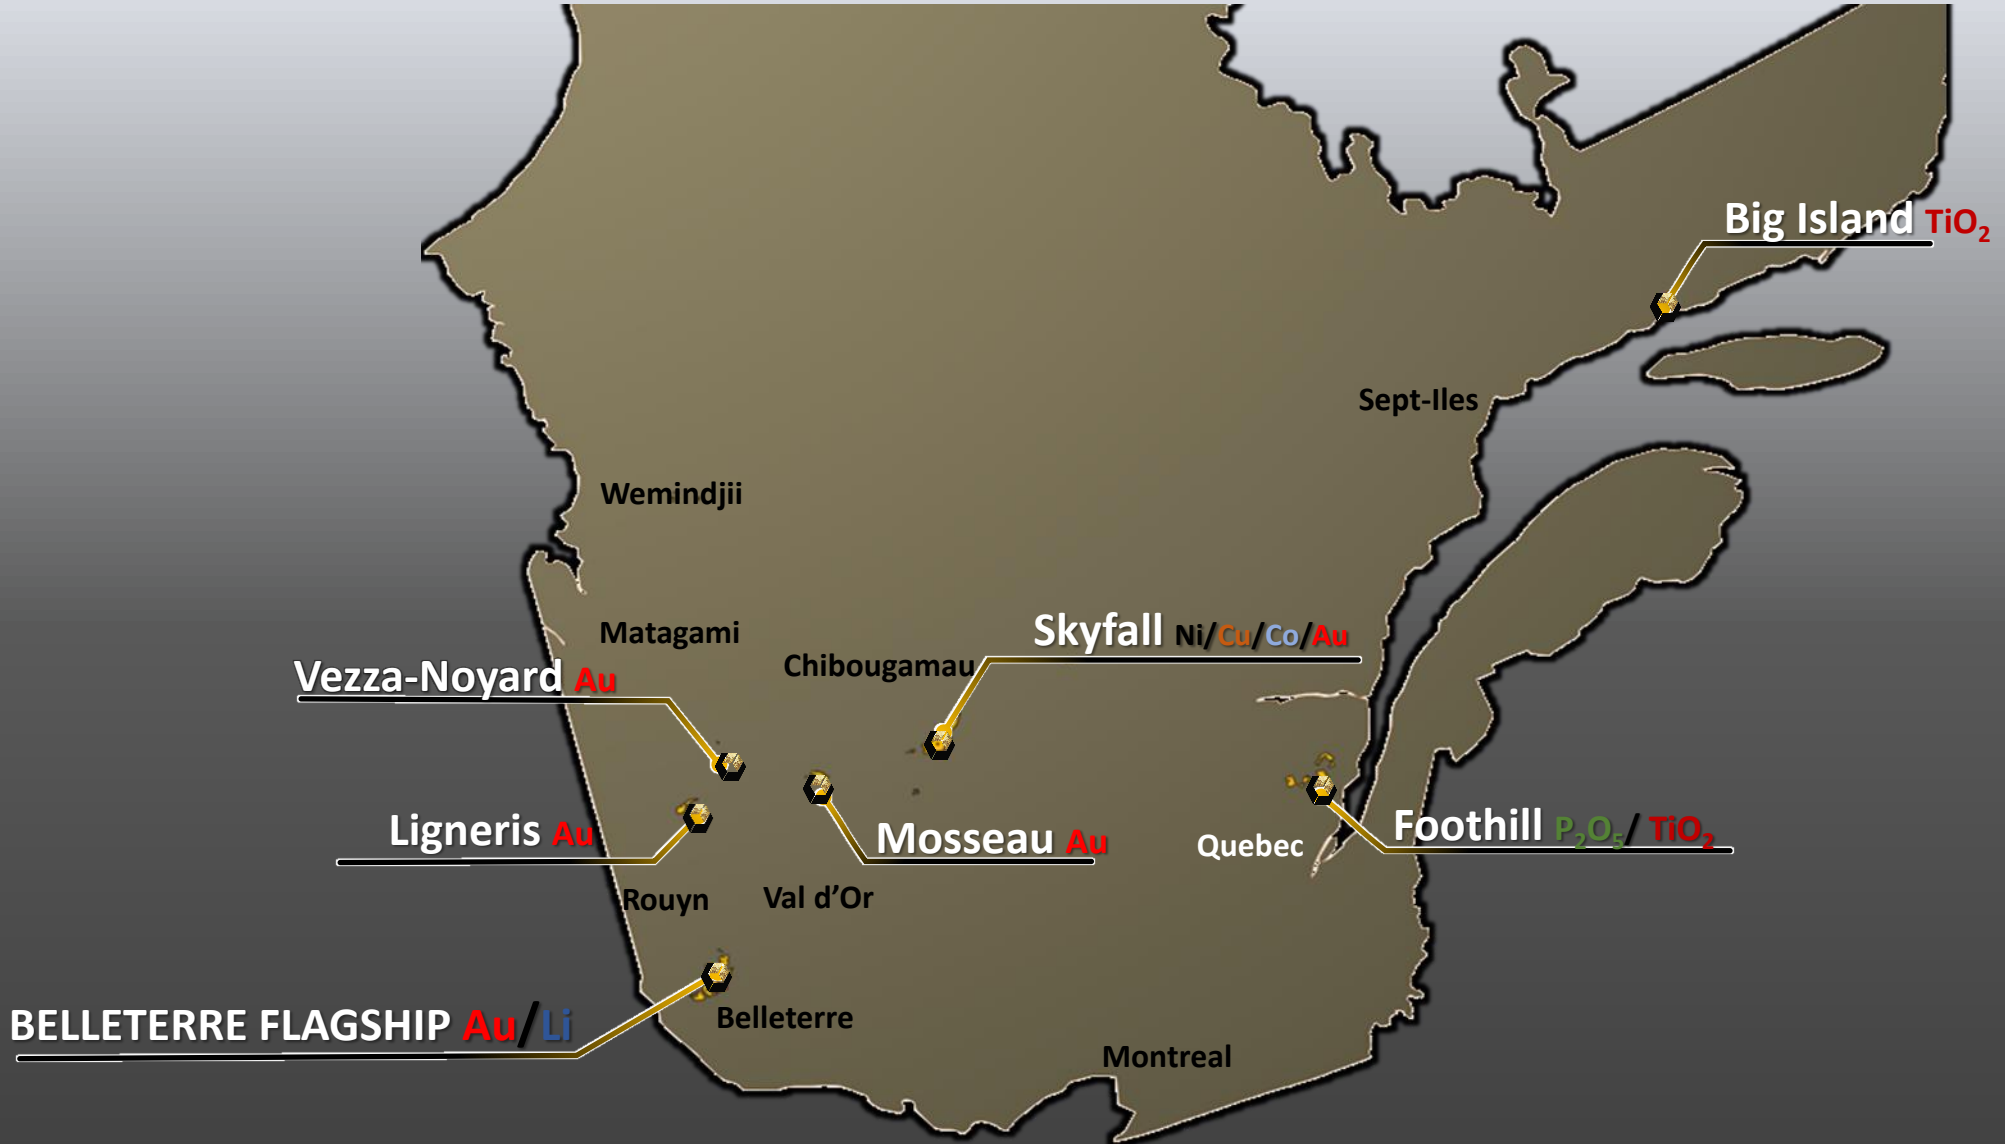 Big Island TiO₂
Sept-Iles
Wemindjii
Matagami
Skyfall Ni/Cu/Co/Au
Chibougamau
Vezza-Noyard Au
Ligneris Au
Mosseau Au
Quebec
Foothill P₂O₅/ TiO₂
Rouyn
Val d’Or
BELLETERRE FLAGSHIP Au/Li
Belleterre
Montreal